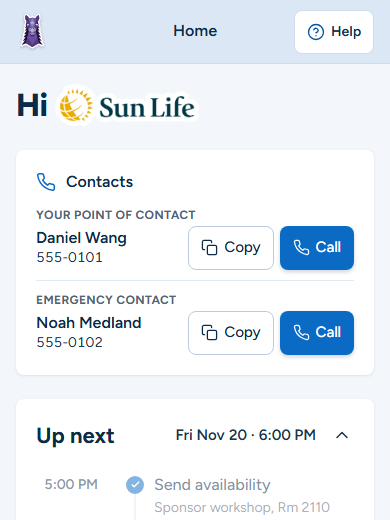 Home
Help
Hi Sun Life
Contacts
YOUR POINT OF CONTACT
Daniel Wang
555-0101
Copy
Call
EMERGENCY CONTACT
Noah Medland
555-0102
Copy
Call
Up next
Fri Nov 20 · 6:00 PM
5:00 PM
Send availability
Sponsor workshop, Rm 2110